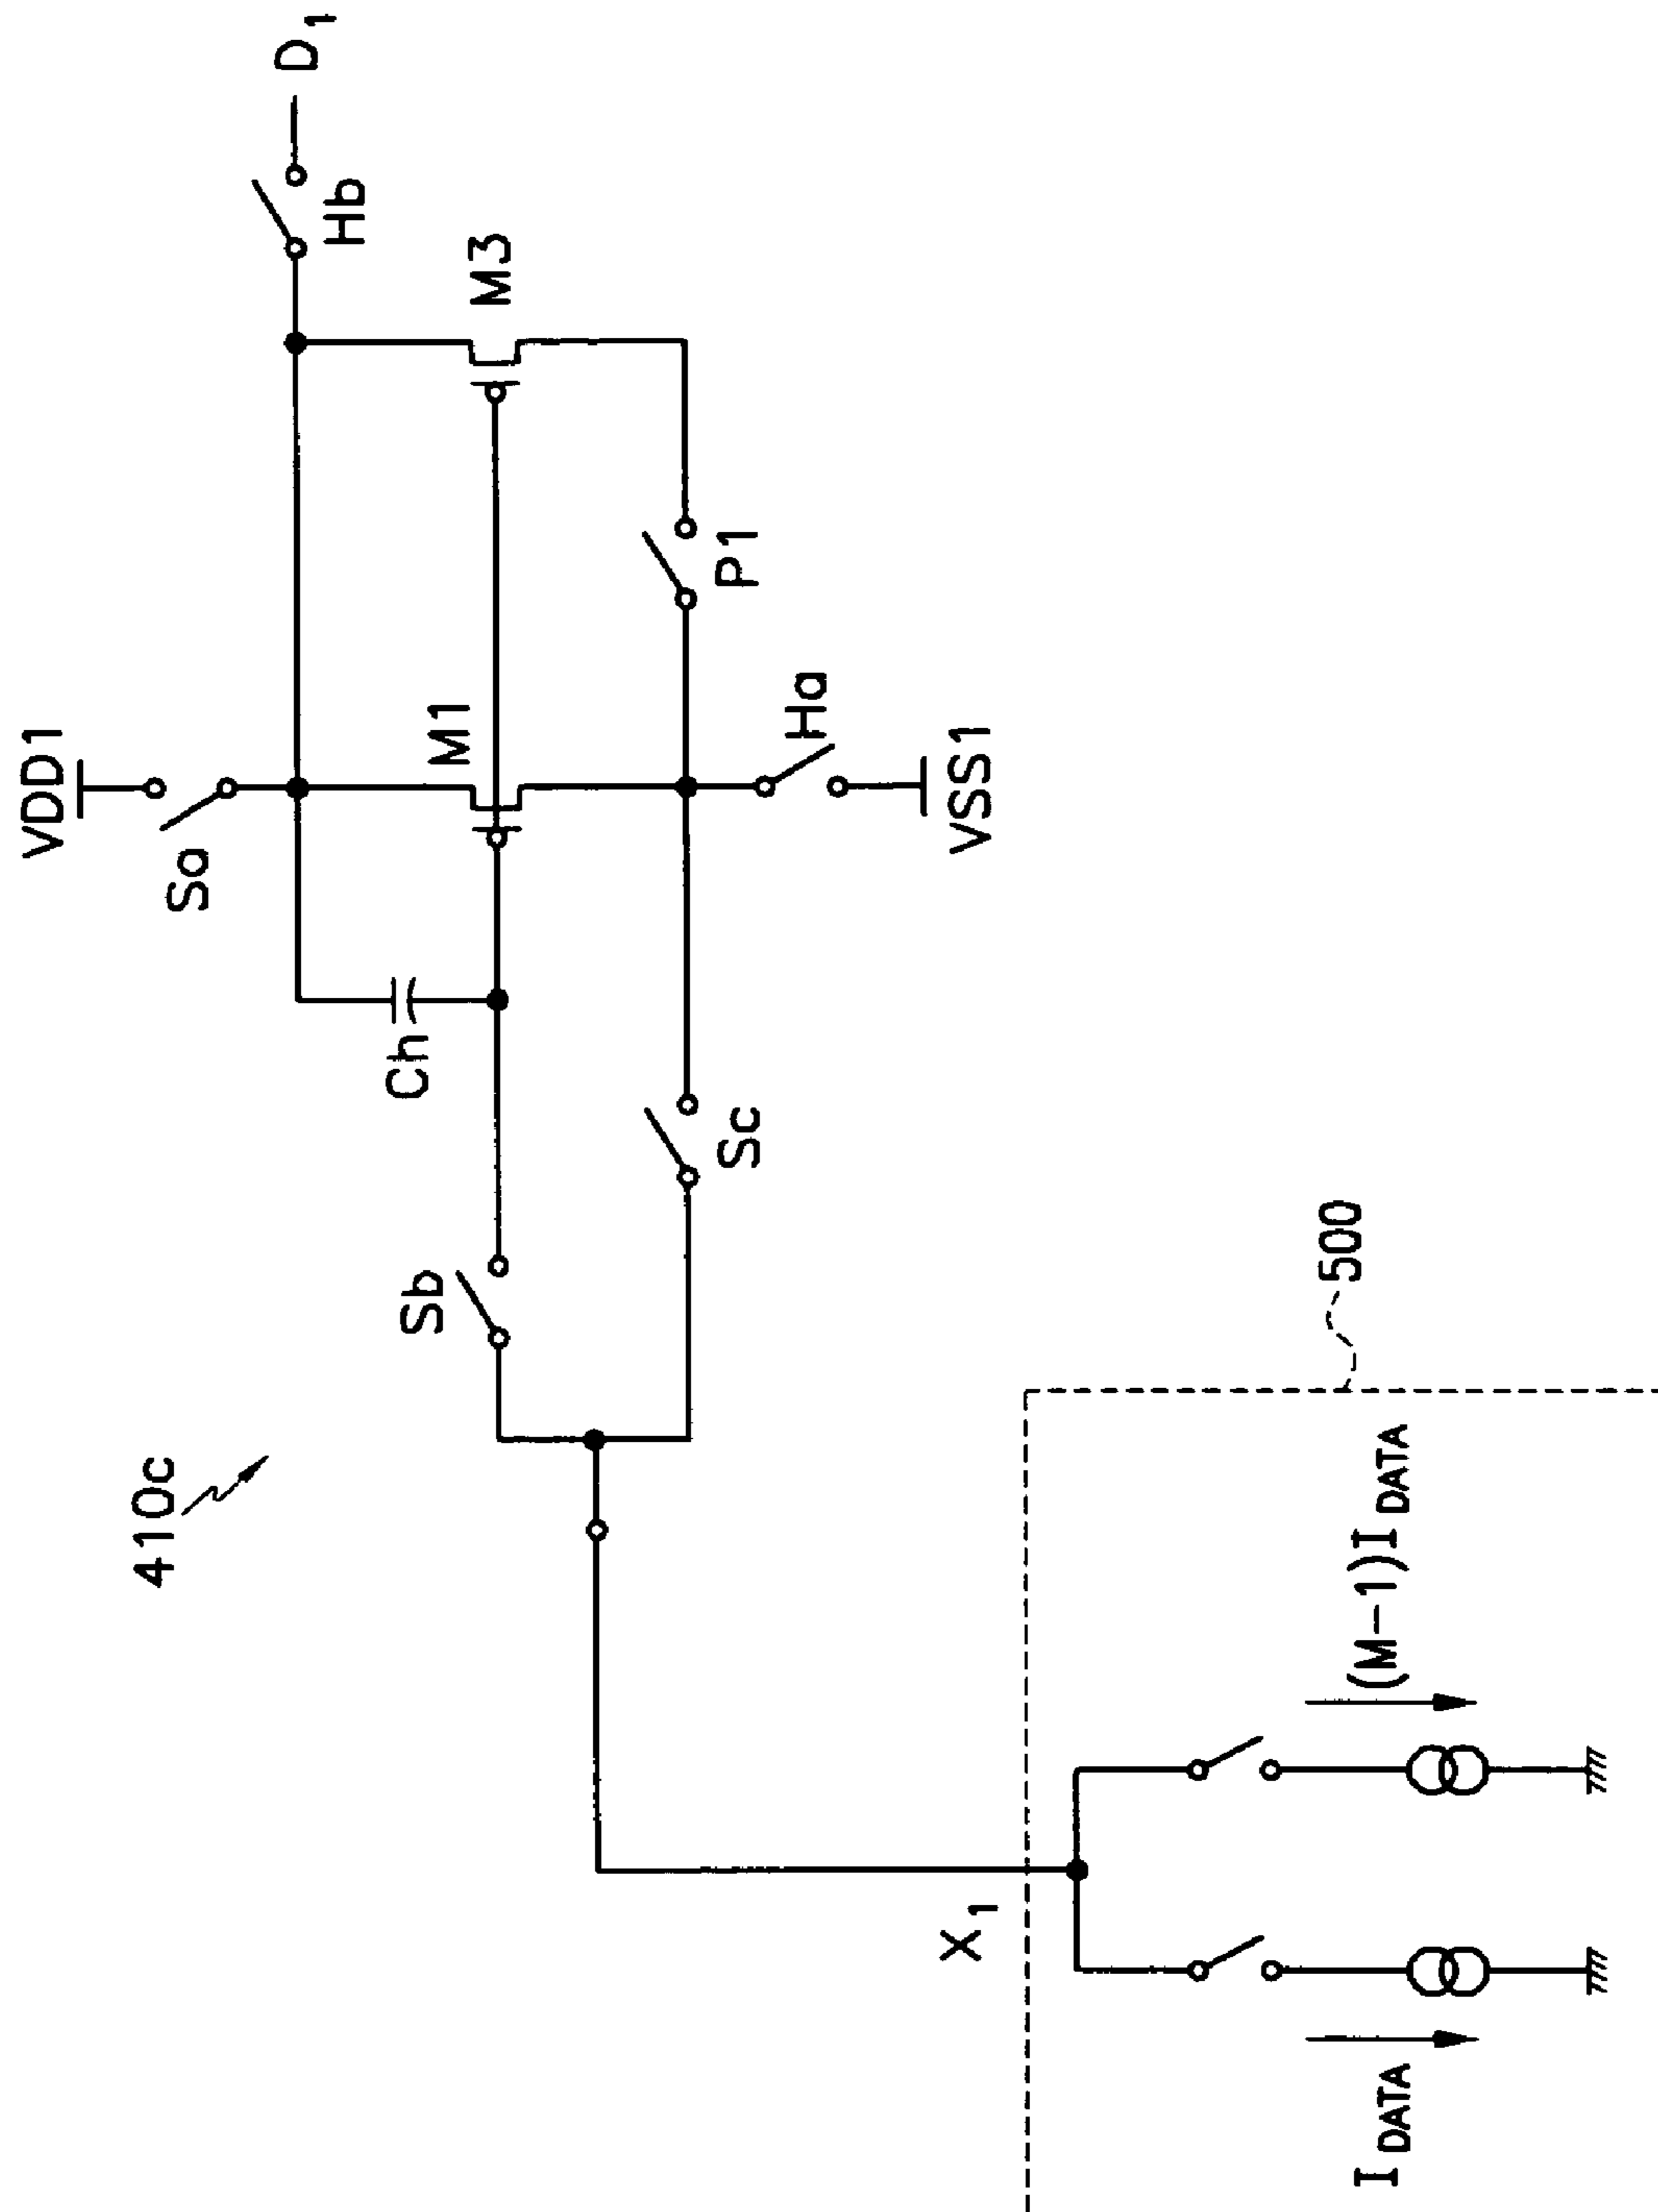 410c
VDD1
Sa
D1
Hb
Ch
M1
M3
Sb
Sc
P1
Ha
VSS1
X1
500
IDATA
(M-1)IDATA